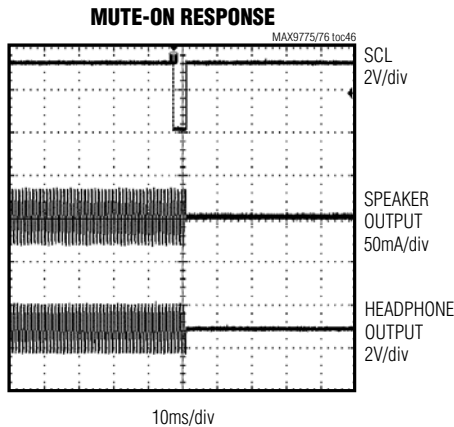 MUTE-ON RESPONSE
MAX9775/76 toc46
SCL
2V/div
SPEAKER
OUTPUT
50mA/div
HEADPHONE
OUTPUT
2V/div
10ms/div